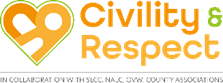 Civility &
Respect
IN COLLABORATION WITH SLCC, NALC, OVW, COUNTY ASSOCIATIONS